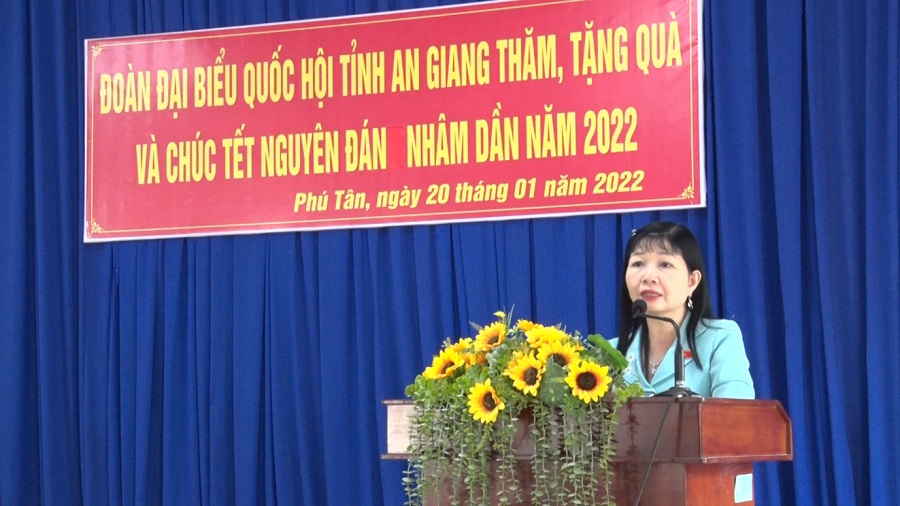 ĐOÀN ĐẠI BIỂU QUỐC HỘI TỈNH AN GIANG THĂM, TẶNG QUÀ
VÀ CHÚC TẾT NGUYÊN ĐÁN NHÂM DẦN NĂM 2022
Phú Tân, ngày 20 tháng 01 năm 2022